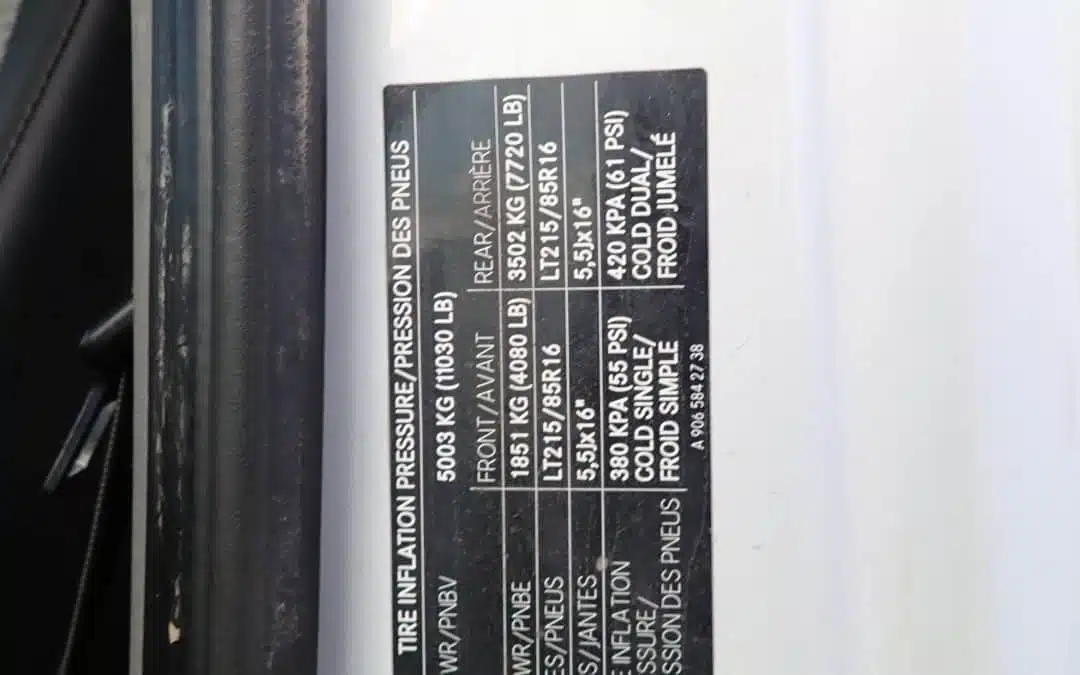 TIRE INFLATION PRESSURE/PRESSION DES PNEUS
WR/PNBV 5003 KG (11030 LB)
FRONT/AVANT REAR/ARRIÈRE
WR/PNBE 1851 KG (4080 LB) 3502 KG (7720 LB)
ES/PNEUS LT215/85R16 LT215/85R16
S/JANTES 5,5Jx16" 5,5Jx16"
E INFLATION 380 KPA (55 PSI) 420 KPA (61 PSI)
SSURE/ COLD SINGLE/ COLD DUAL/
SSION DES PNEUS FROID SIMPLE FROID JUMELÉ
A 906 584 27 38